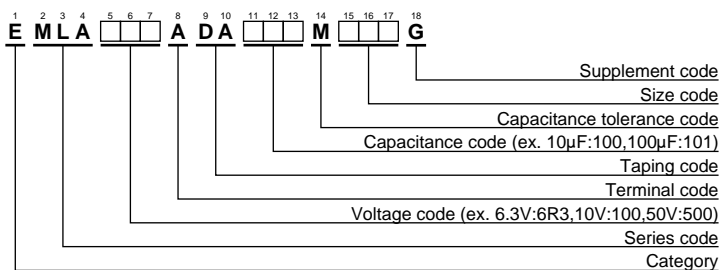 1 2 3 4 5 6 7 8 9 10 11 12 13 14 15 16 17 18
E M L A □□□ A D A □□□ M □□□ G
Supplement code
Size code
Capacitance tolerance code
Capacitance code (ex. 10μF:100,100μF:101)
Taping code
Terminal code
Voltage code (ex. 6.3V:6R3,10V:100,50V:500)
Series code
Category